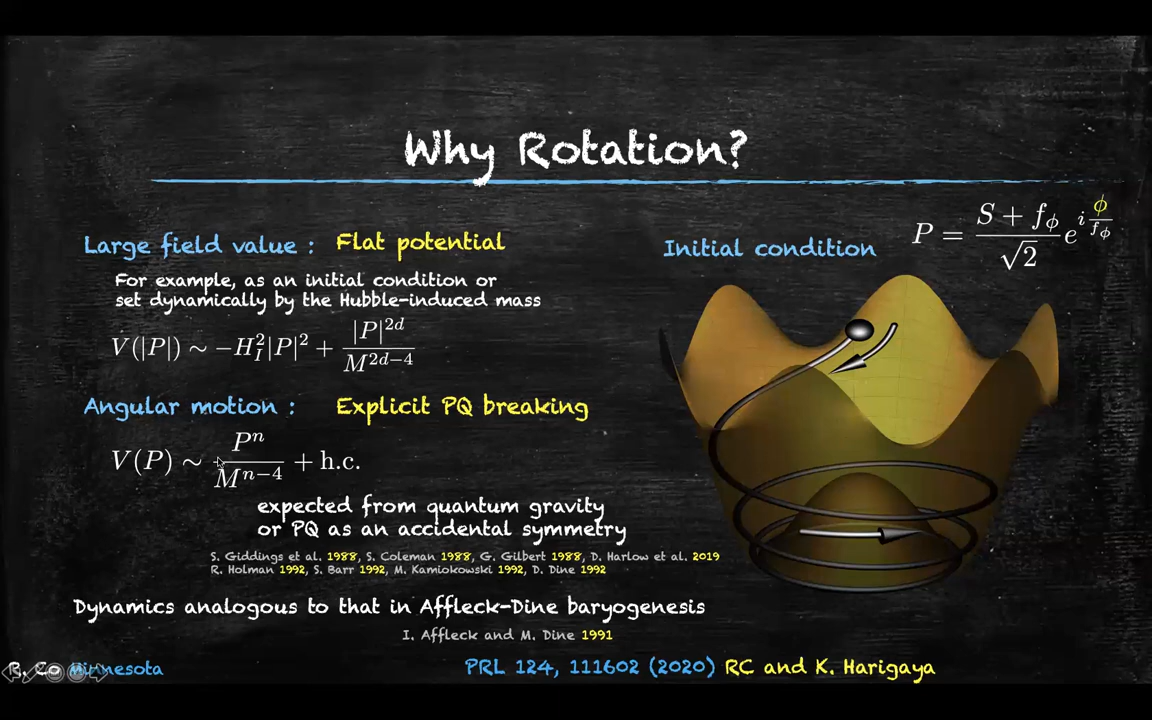 Why Rotation?
Large field value : Flat potential
For example, as an initial condition or
set dynamically by the Hubble-induced mass
V(|P|) ∼ −H_I^2|P|^2 + |P|^{2d}/M^{2d−4}
Angular motion : Explicit PQ breaking
V(P) ∼ P^n/M^{n−4} + h.c.
expected from quantum gravity
or PQ as an accidental symmetry
S. Giddings et al. 1988, S. Coleman 1988, G. Gilbert 1988, D. Harlow et al. 2019
R. Holman 1992, S. Barr 1992, M. Kamiokowski 1992, D. Dine 1992
Dynamics analogous to that in Affleck-Dine baryogenesis
I. Affleck and M. Dine 1991
Initial condition
P = (S + f_ϕ)/√2 e^{i ϕ/f_ϕ}
R. Co Minnesota
PRL 124, 111602 (2020) RC and K. Harigaya